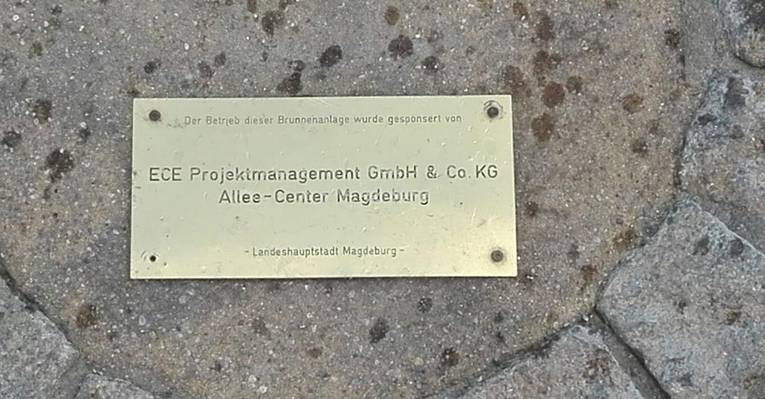 Der Betrieb dieser Brunnenanlage wurde gesponsert von
ECE Projektmanagement GmbH & Co. KG
Allee-Center Magdeburg
- Landeshauptstadt Magdeburg -